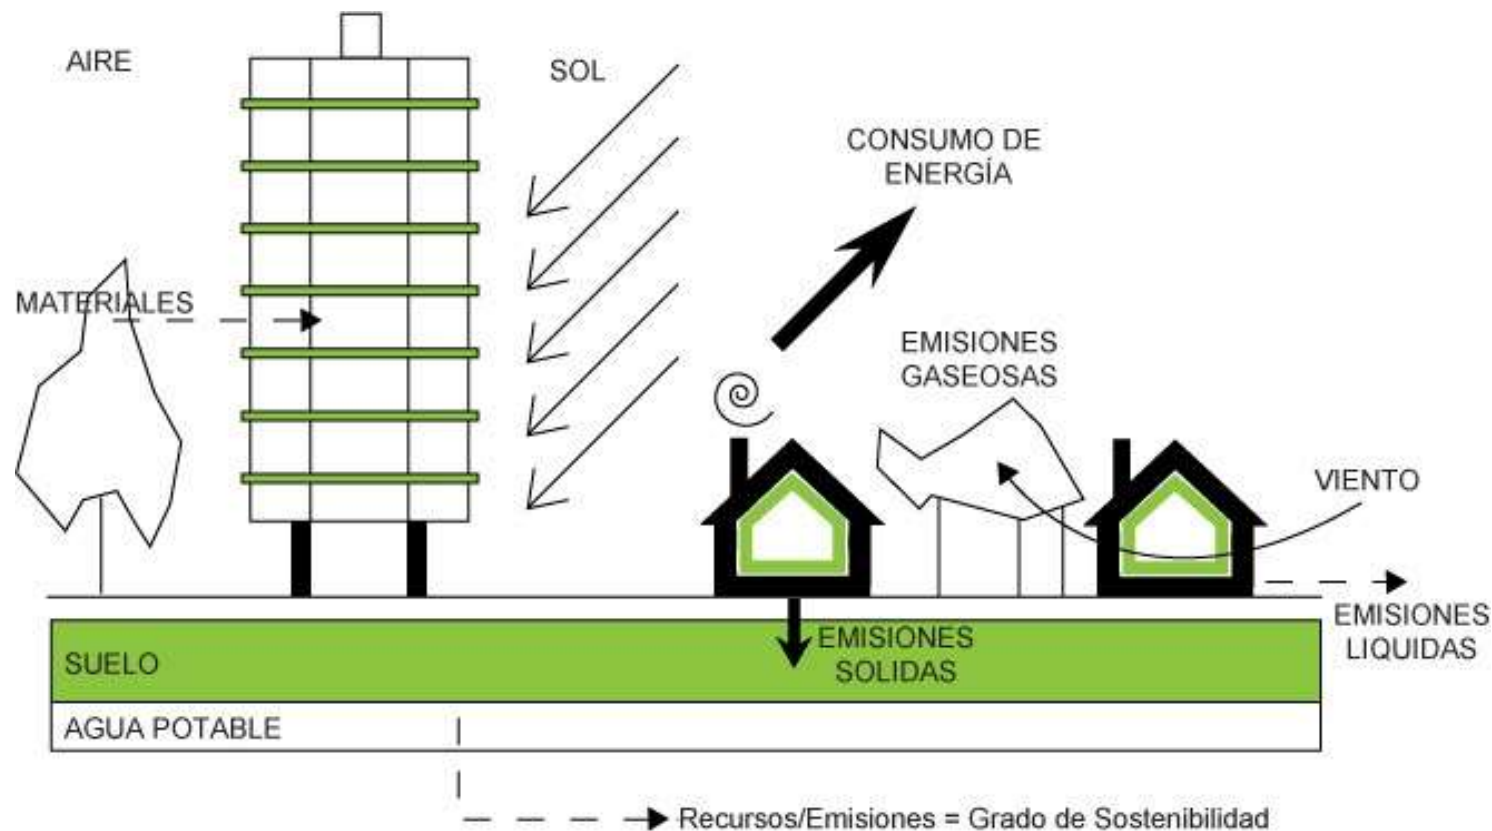 AIRE
SOL
CONSUMO DE
ENERGÍA
MATERIALES
EMISIONES
GASEOSAS
VIENTO
EMISIONES
LIQUIDAS
EMISIONES
SOLIDAS
SUELO
AGUA POTABLE
Recursos/Emisiones = Grado de Sostenibilidad